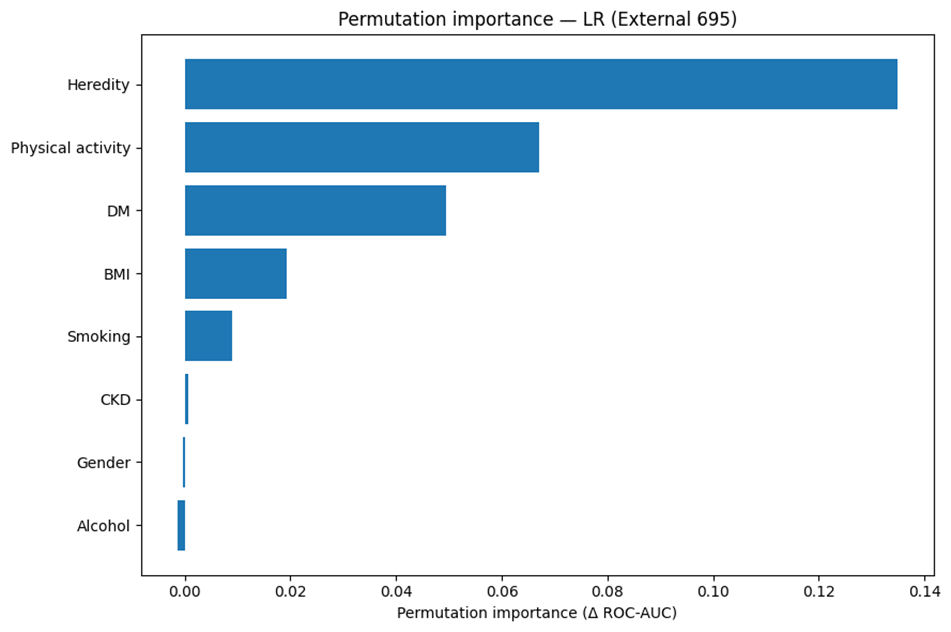 Permutation importance — LR (External 695)
Heredity
Physical activity
DM
BMI
Smoking
CKD
Gender
Alcohol
0.00 0.02 0.04 0.06 0.08 0.10 0.12 0.14
Permutation importance (Δ ROC-AUC)